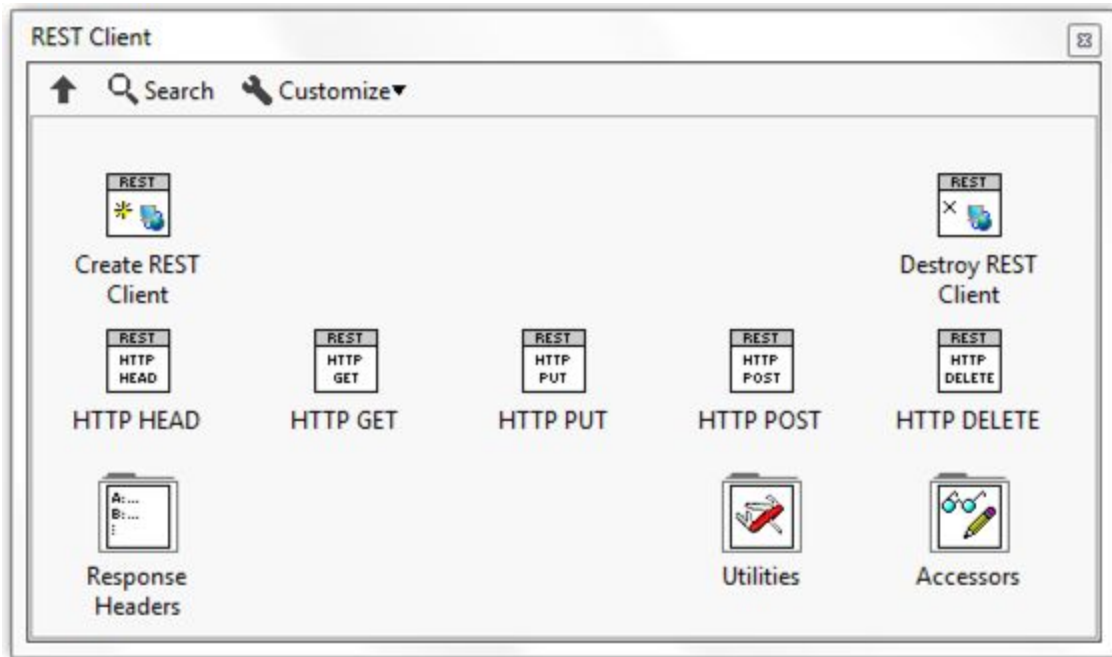 REST Client
Search Customize
REST
REST
Create REST
Client
Destroy REST
Client
REST
HTTP
HEAD
REST
HTTP
GET
REST
HTTP
PUT
REST
HTTP
POST
REST
HTTP
DELETE
HTTP HEAD
HTTP GET
HTTP PUT
HTTP POST
HTTP DELETE
A:...
B:...
:
Response
Headers
Utilities
Accessors